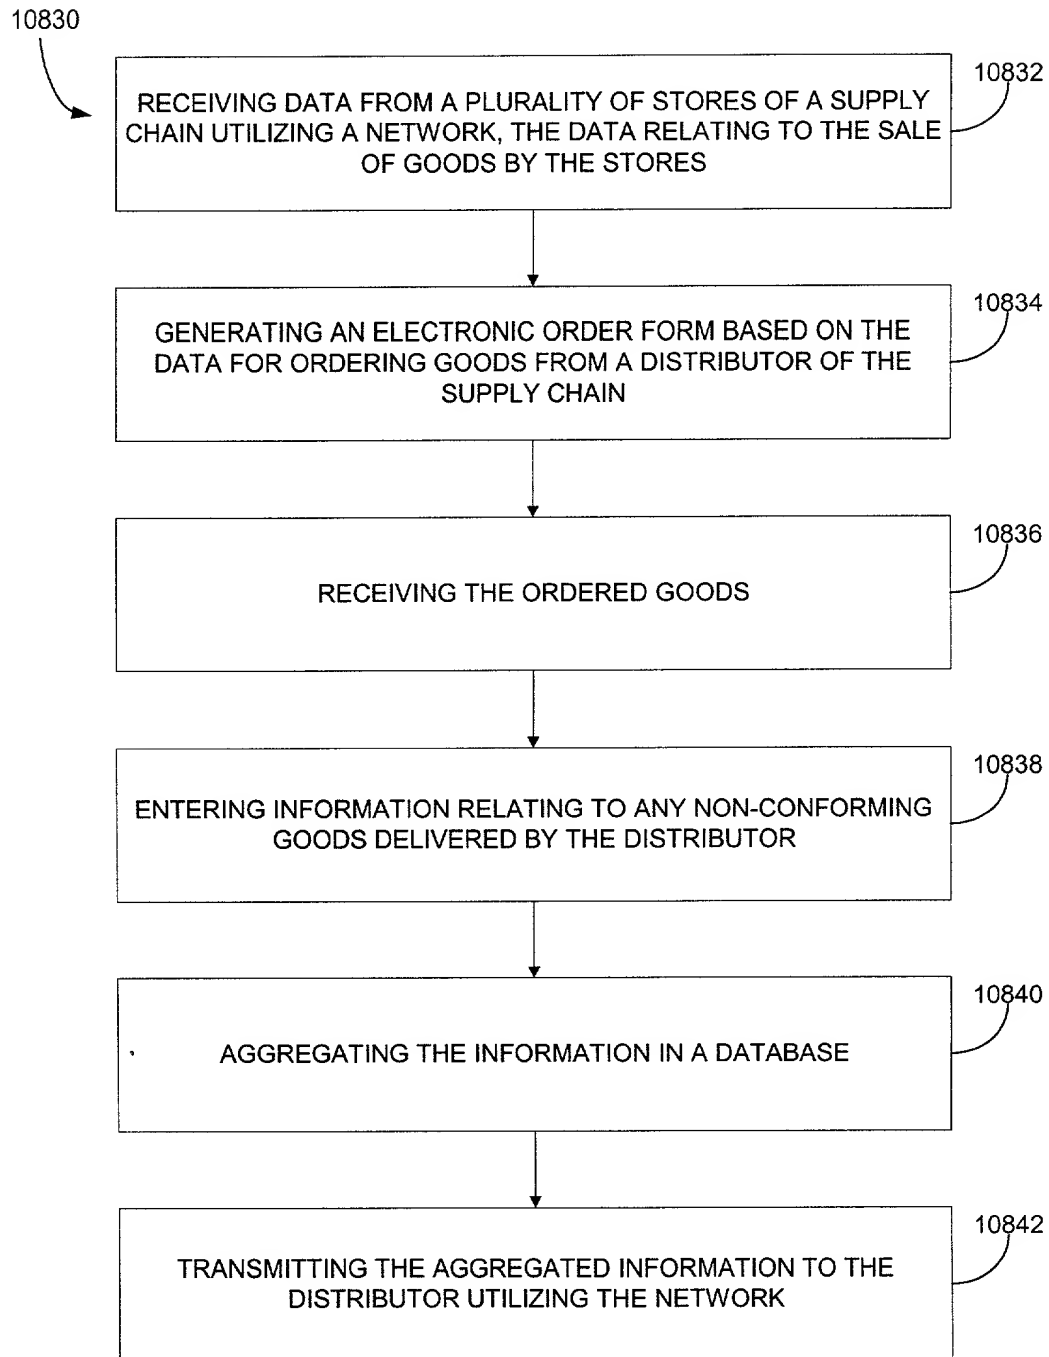 10830
10832
RECEIVING DATA FROM A PLURALITY OF STORES OF A SUPPLY
CHAIN UTILIZING A NETWORK, THE DATA RELATING TO THE SALE
OF GOODS BY THE STORES
10834
GENERATING AN ELECTRONIC ORDER FORM BASED ON THE
DATA FOR ORDERING GOODS FROM A DISTRIBUTOR OF THE
SUPPLY CHAIN
10836
RECEIVING THE ORDERED GOODS
10838
ENTERING INFORMATION RELATING TO ANY NON-CONFORMING
GOODS DELIVERED BY THE DISTRIBUTOR
10840
AGGREGATING THE INFORMATION IN A DATABASE
10842
TRANSMITTING THE AGGREGATED INFORMATION TO THE
DISTRIBUTOR UTILIZING THE NETWORK